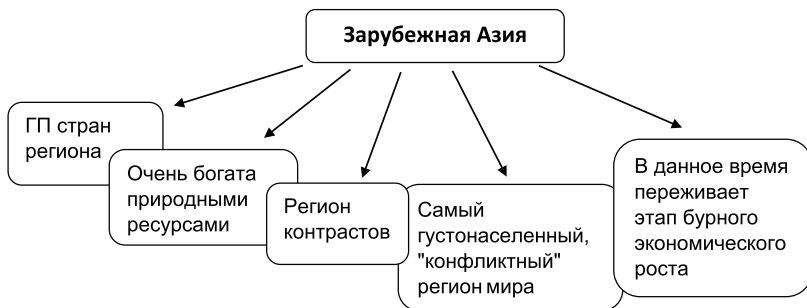 Зарубежная Азия
ГП стран
региона
Очень богата
природными
ресурсами
Регион
контрастов
Самый
густонаселенный,
"конфликтный"
регион мира
В данное время
переживает
этап бурного
экономического
роста